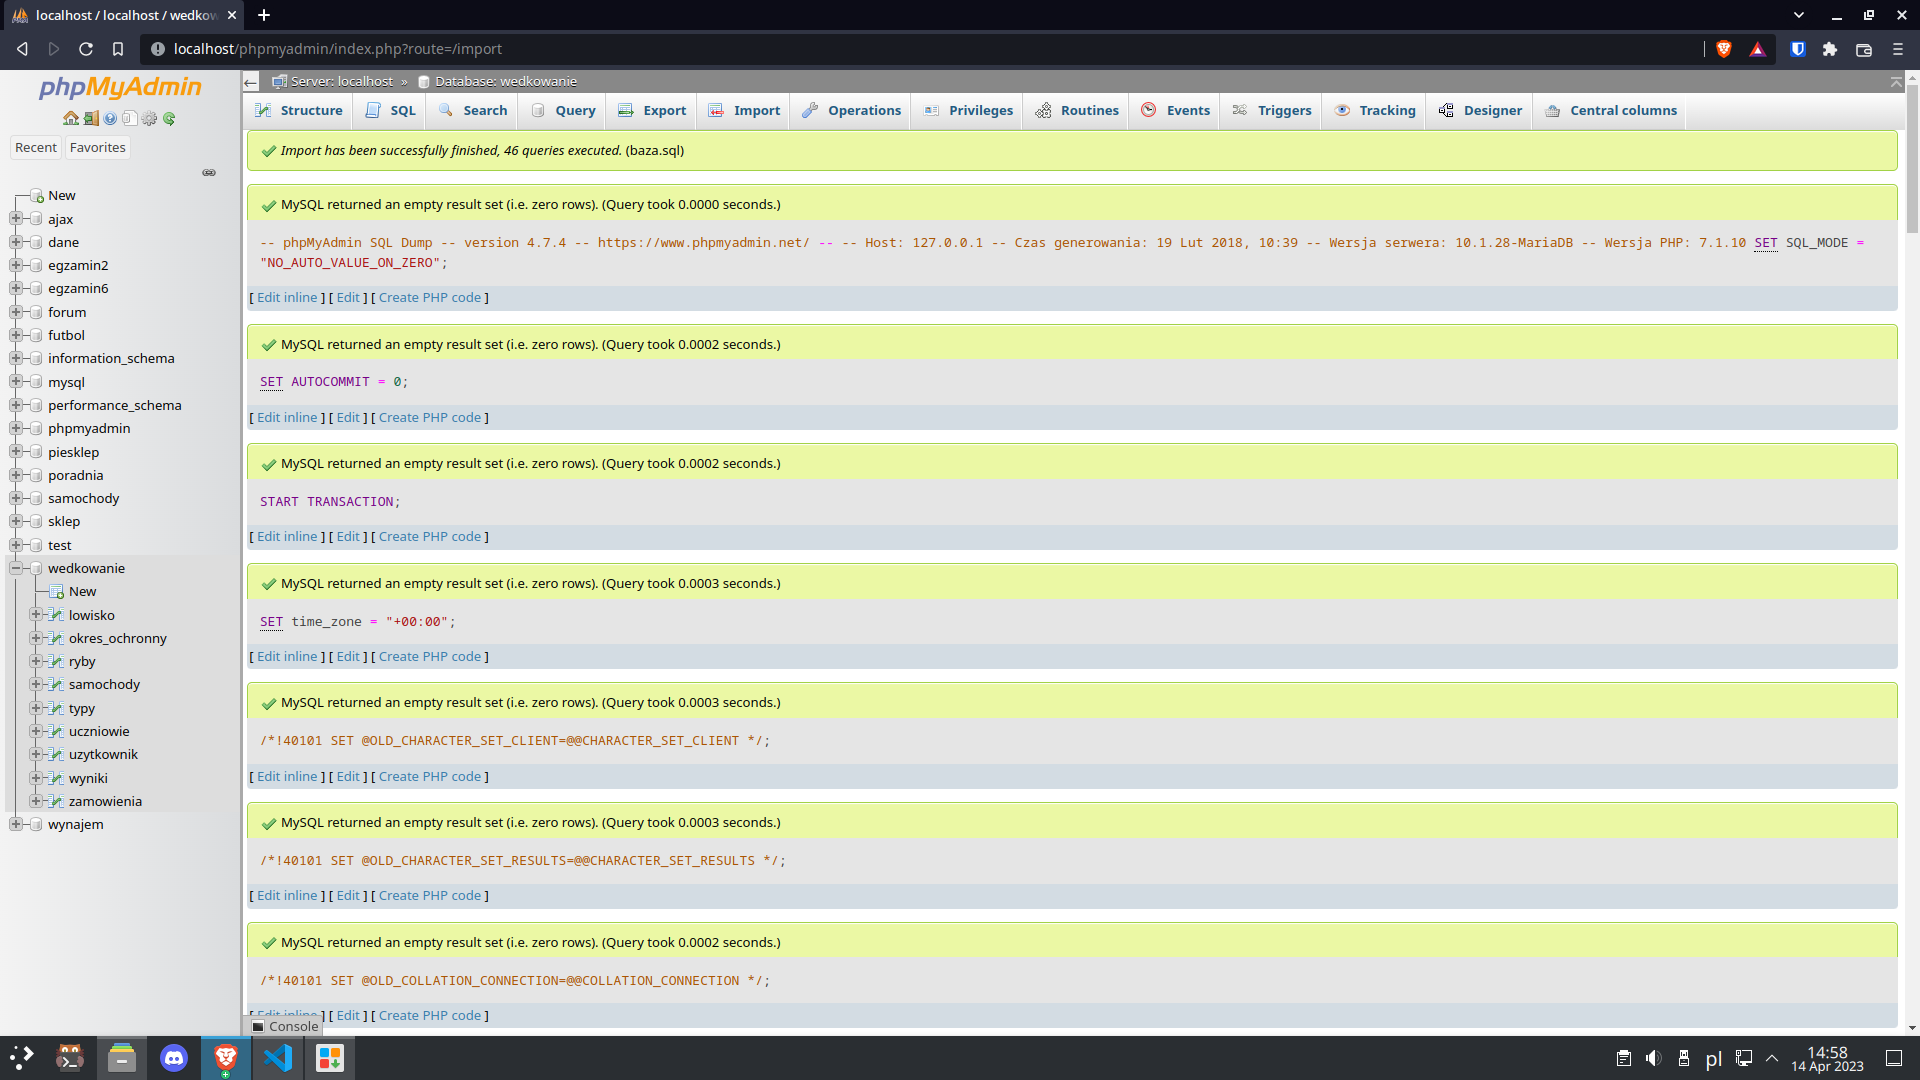 localhost / localhost / wedkow
localhost/phpmyadmin/index.php?route=/import
phpMyAdmin
Recent
Favorites
New
ajax
dane
egzamin2
egzamin6
forum
futbol
information_schema
mysql
performance_schema
phpmyadmin
piesklep
poradnia
samochody
sklep
test
wedkowanie
New
lowisko
okres_ochronny
ryby
samochody
typy
uczniowie
uzytkownik
wyniki
zamowienia
wynajem
Server: localhost » Database: wedkowanie
Structure SQL Search Query Export Import Operations Privileges Routines Events Triggers Tracking Designer Central columns
Import has been successfully finished, 46 queries executed. (baza.sql)
MySQL returned an empty result set (i.e. zero rows). (Query took 0.0000 seconds.)
-- phpMyAdmin SQL Dump -- version 4.7.4 -- https://www.phpmyadmin.net/ -- -- Host: 127.0.0.1 -- Czas generowania: 19 Lut 2018, 10:39 -- Wersja serwera: 10.1.28-MariaDB -- Wersja PHP: 7.1.10 SET SQL_MODE =
"NO_AUTO_VALUE_ON_ZERO";
[ Edit inline ] [ Edit ] [ Create PHP code ]
MySQL returned an empty result set (i.e. zero rows). (Query took 0.0002 seconds.)
SET AUTOCOMMIT = 0;
[ Edit inline ] [ Edit ] [ Create PHP code ]
MySQL returned an empty result set (i.e. zero rows). (Query took 0.0002 seconds.)
START TRANSACTION;
[ Edit inline ] [ Edit ] [ Create PHP code ]
MySQL returned an empty result set (i.e. zero rows). (Query took 0.0003 seconds.)
SET time_zone = "+00:00";
[ Edit inline ] [ Edit ] [ Create PHP code ]
MySQL returned an empty result set (i.e. zero rows). (Query took 0.0003 seconds.)
/*!40101 SET @OLD_CHARACTER_SET_CLIENT=@@CHARACTER_SET_CLIENT */;
[ Edit inline ] [ Edit ] [ Create PHP code ]
MySQL returned an empty result set (i.e. zero rows). (Query took 0.0003 seconds.)
/*!40101 SET @OLD_CHARACTER_SET_RESULTS=@@CHARACTER_SET_RESULTS */;
[ Edit inline ] [ Edit ] [ Create PHP code ]
MySQL returned an empty result set (i.e. zero rows). (Query took 0.0002 seconds.)
/*!40101 SET @OLD_COLLATION_CONNECTION=@@COLLATION_CONNECTION */;
[ Edit inline ] [ Edit ] [ Create PHP code ]
Console
pl
14:58
14 Apr 2023